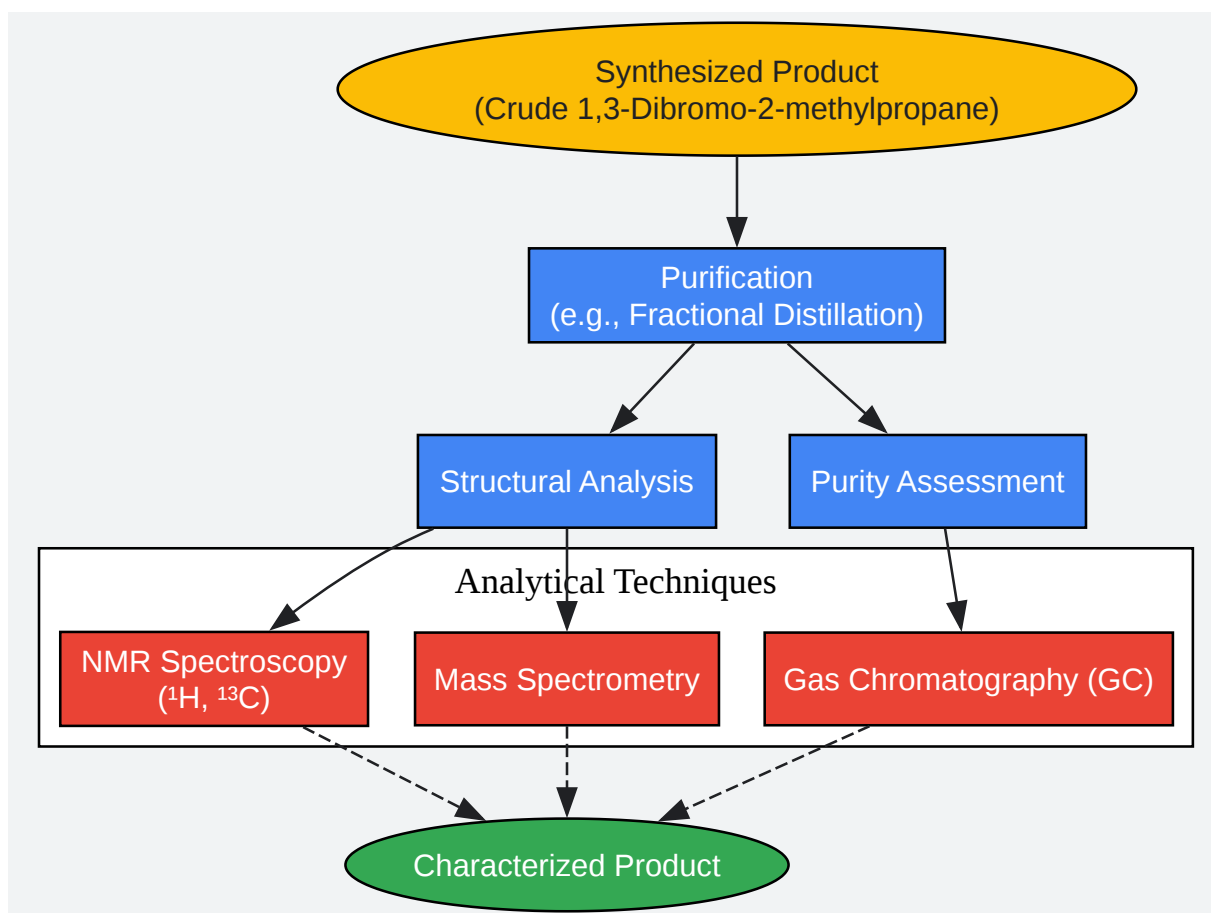 Synthesized Product
(Crude 1,3-Dibromo-2-methylpropane)
Purification
(e.g., Fractional Distillation)
Structural Analysis
Purity Assessment
Analytical Techniques
NMR Spectroscopy
(¹H, ¹³C)
Mass Spectrometry
Gas Chromatography (GC)
Characterized Product